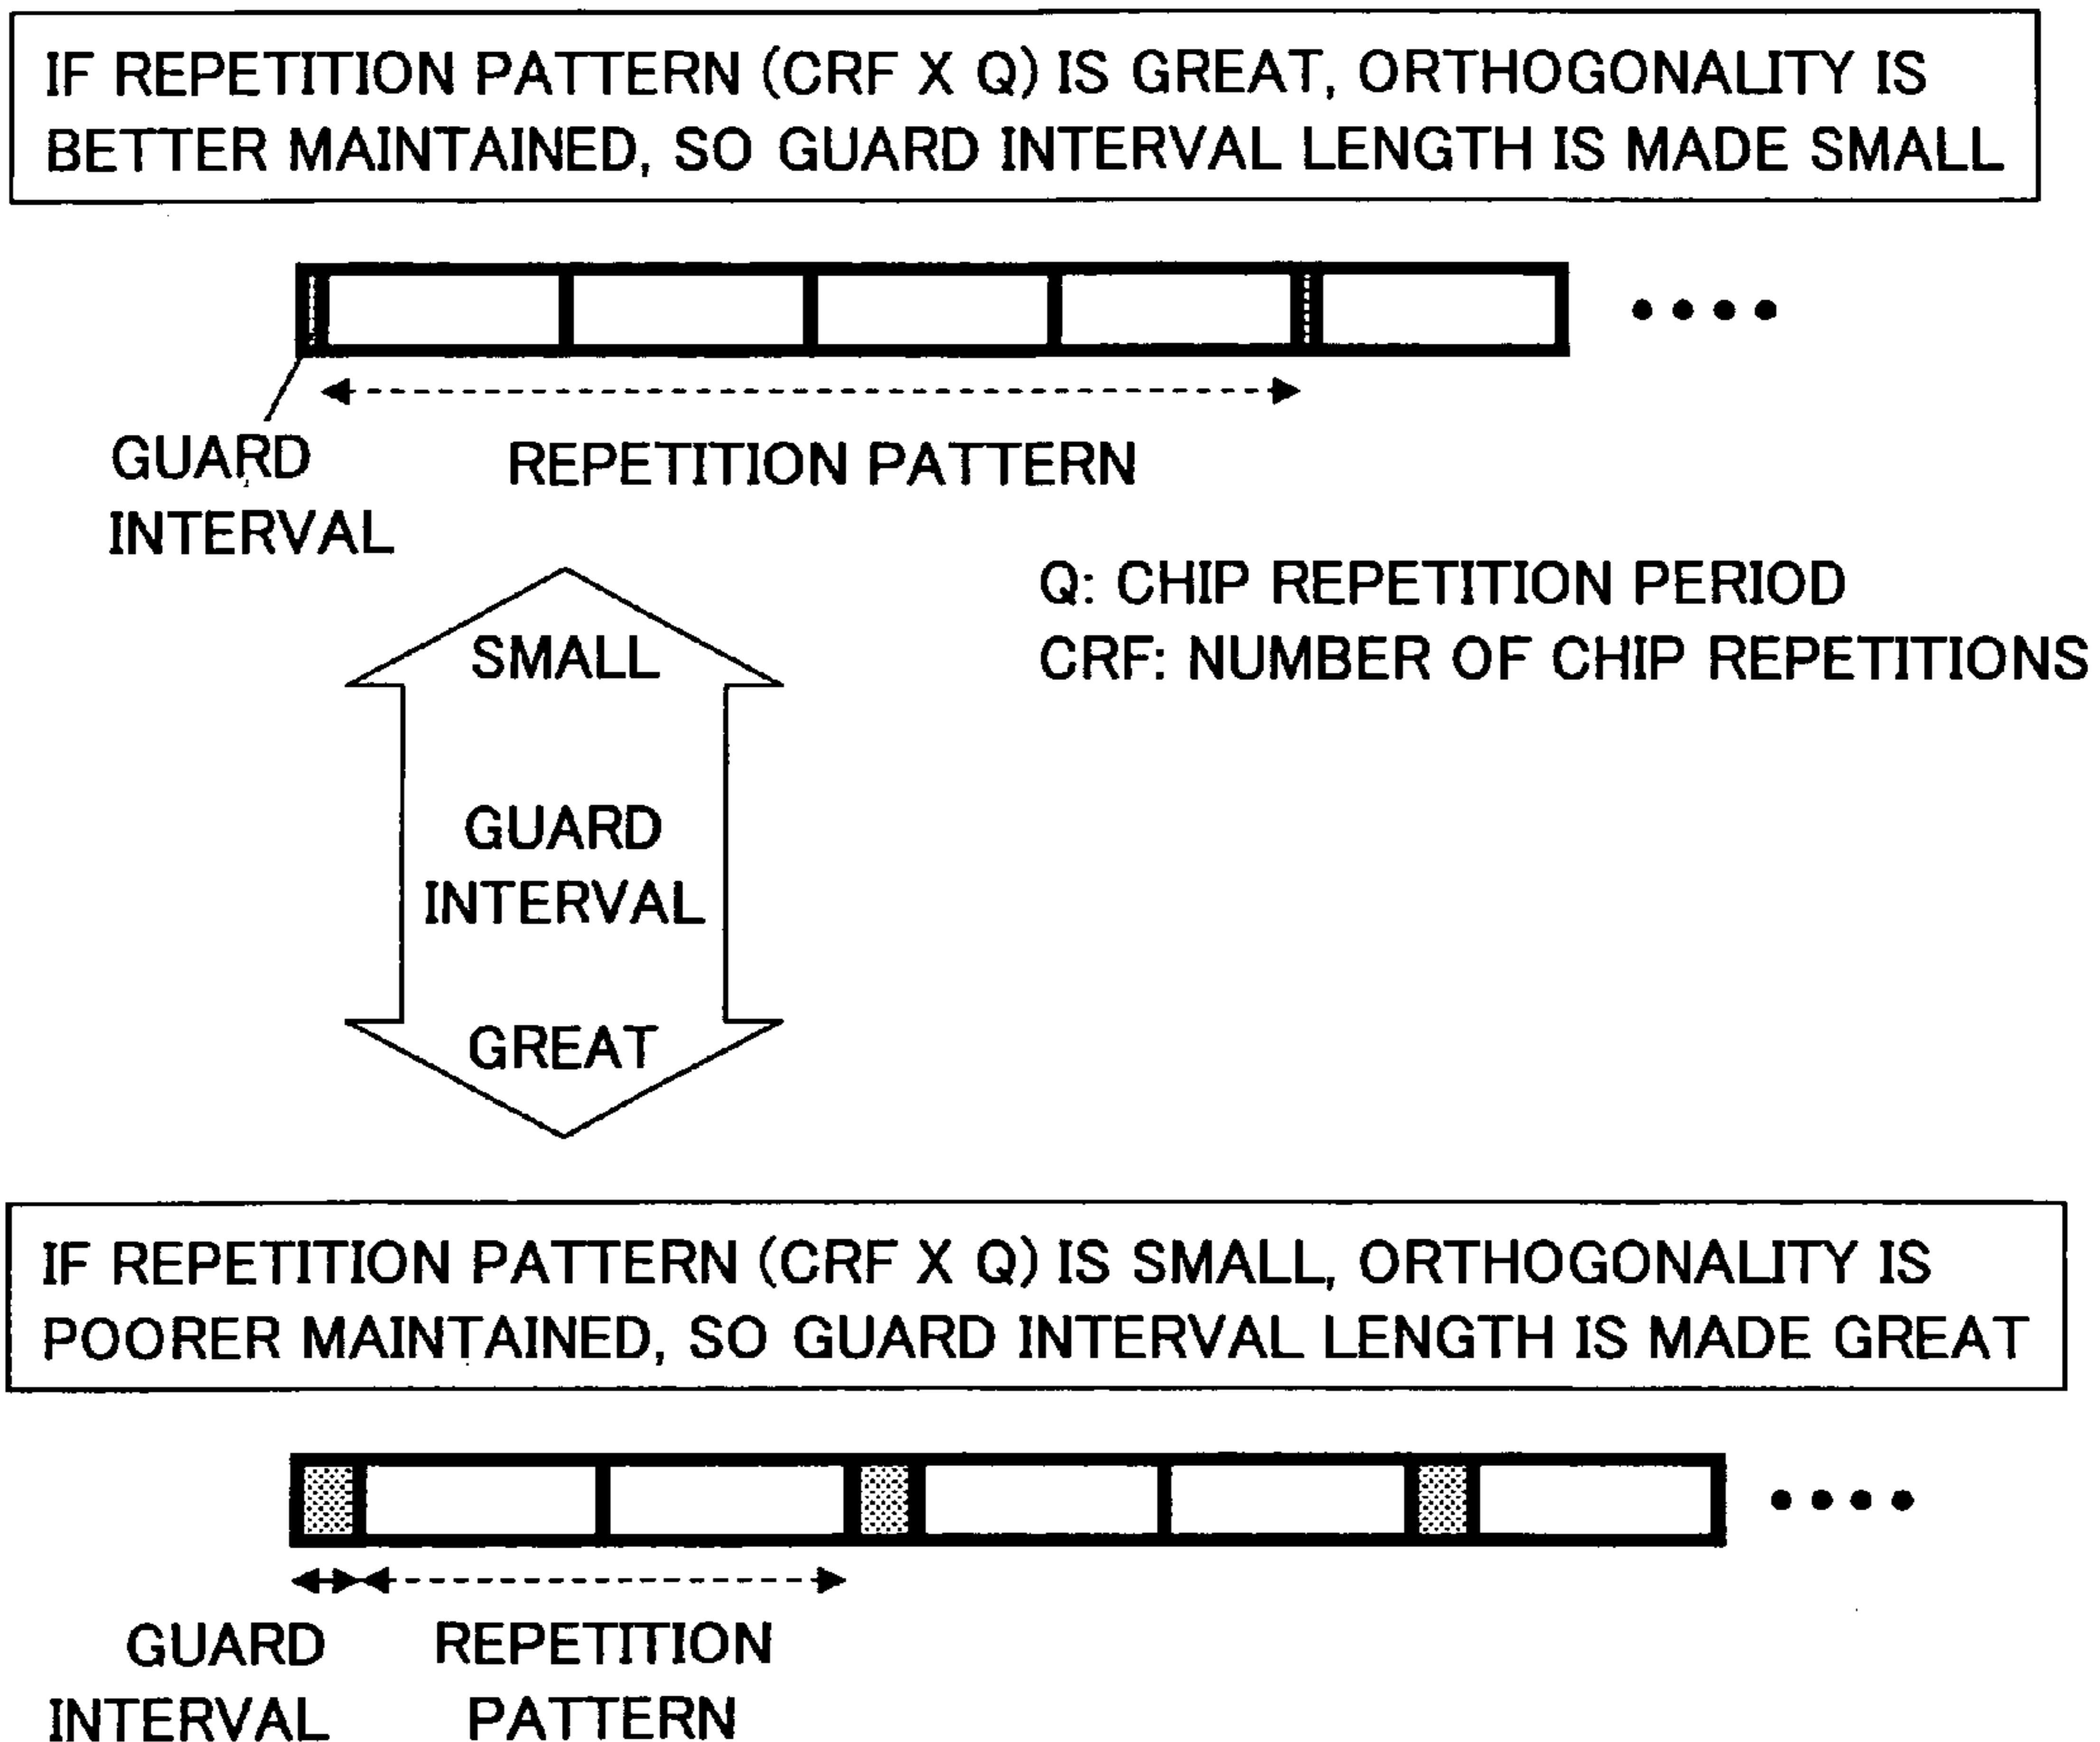 IF REPETITION PATTERN (CRF X Q) IS GREAT, ORTHOGONALITY IS
BETTER MAINTAINED, SO GUARD INTERVAL LENGTH IS MADE SMALL
GUARD
INTERVAL
REPETITION PATTERN
Q: CHIP REPETITION PERIOD
CRF: NUMBER OF CHIP REPETITIONS
SMALL
GUARD
INTERVAL
GREAT
IF REPETITION PATTERN (CRF X Q) IS SMALL, ORTHOGONALITY IS
POORER MAINTAINED, SO GUARD INTERVAL LENGTH IS MADE GREAT
GUARD
INTERVAL
REPETITION
PATTERN